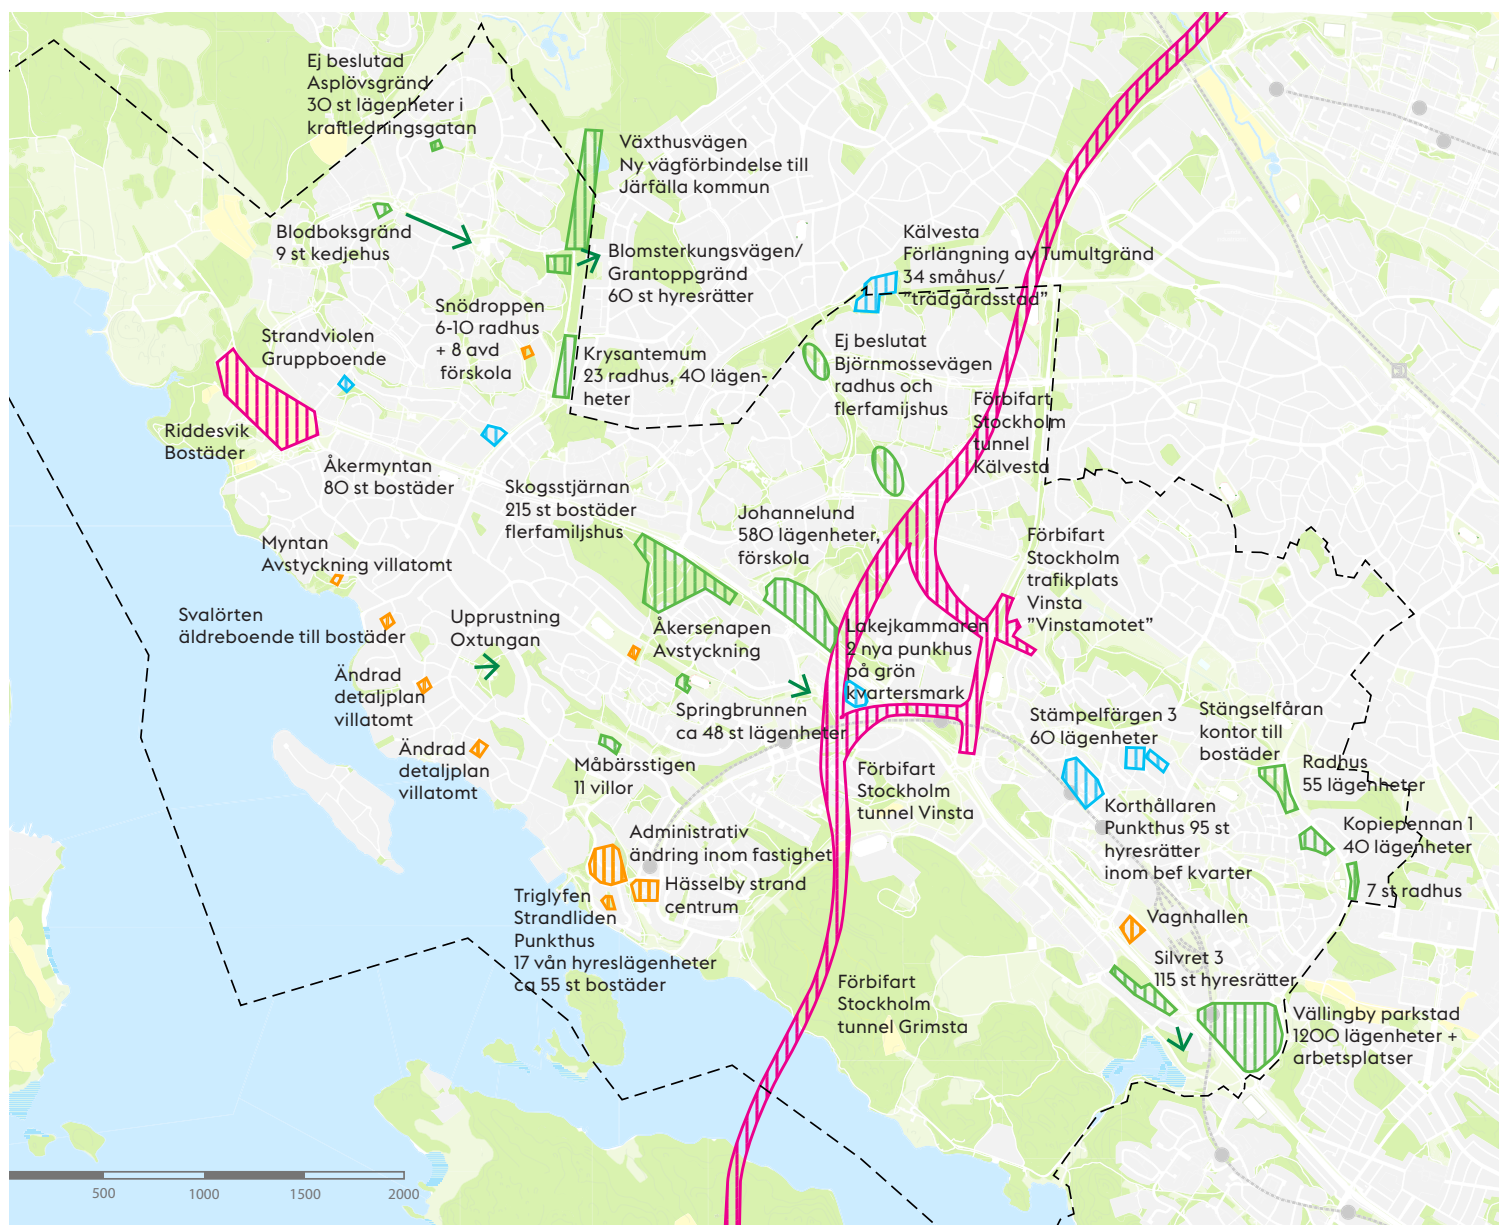 Ej beslutad
Asplövsgränd
30 st lägenheter i
kraftledningsgatan
Växthusvägen
Ny vägförbindelse till
Järfälla kommun
Blodboksgränd
9 st kedjehus
Blomsterkungsvägen/
Grantoppgränd
60 st hyresrätter
Kälvesta
Förlängning av Tumultgränd
34 småhus/
”trädgårdsstad”
Snödroppen
6-10 radhus
+ 8 avd
förskola
Strandviolen
Gruppboende
Krysantemum
23 radhus, 40 lägen-
heter
Ej beslutat
Björnmossevägen
radhus och
flerfamijshus
Förbifart
Stockholm
tunnel
Kälvesta
Riddesvik
Bostäder
Åkermyntan
80 st bostäder
Skogsstjärnan
215 st bostäder
flerfamiljshus
Johannelund
580 lägenheter,
förskola
Förbifart
Stockholm
trafikplats
Vinsta
”Vinstamotet”
Myntan
Avstyckning villatomt
Svalörten
äldreboende till bostäder
Upprustning
Oxtungan
Åkersenapen
Avstyckning
Lakejkammaren
2 nya punkhus
på grön
kvartersmark
Ändrad
detaljplan
villatomt
Springbrunnen
ca 48 st lägenheter
Stämpelfärgen 3
60 lägenheter
Stängselfåran
kontor till
bostäder
Ändrad
detaljplan
villatomt
Måbärsstigen
11 villor
Förbifart
Stockholm
tunnel Vinsta
Radhus
55 lägenheter
Korthållaren
Punkthus 95 st
hyresrätter
inom bef kvarter
Kopiepennan 1
40 lägenheter
Administrativ
ändring inom fastighet
Hässelby strand
centrum
7 st radhus
Triglyfen
Strandliden
Punkthus
17 vån hyreslägenheter
ca 55 st bostäder
Vagnhallen
Silvret 3
115 st hyresrätter
Förbifart
Stockholm
tunnel Grimsta
Vällingby parkstad
1200 lägenheter +
arbetsplatser
500 1000 1500 2000